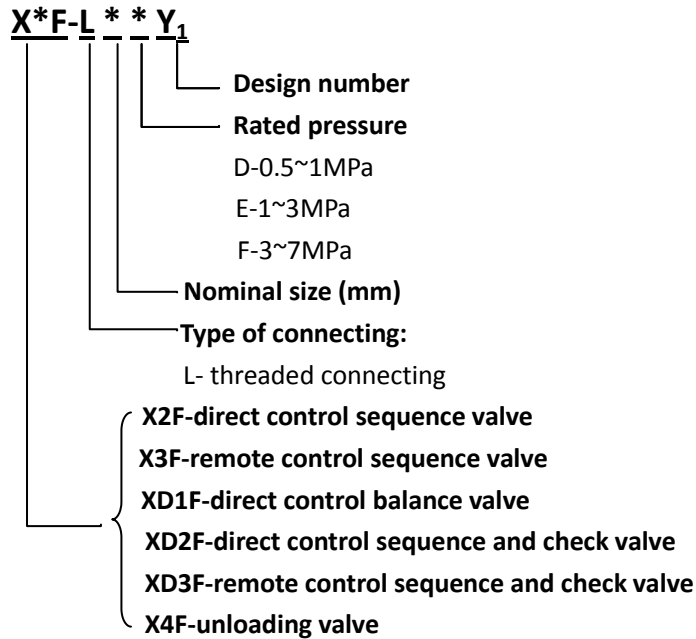 X*F-L * * Y₁
Design number
Rated pressure
D-0.5~1MPa
E-1~3MPa
F-3~7MPa
Nominal size (mm)
Type of connecting:
L- threaded connecting
X2F-direct control sequence valve
X3F-remote control sequence valve
XD1F-direct control balance valve
XD2F-direct control sequence and check valve
XD3F-remote control sequence and check valve
X4F-unloading valve